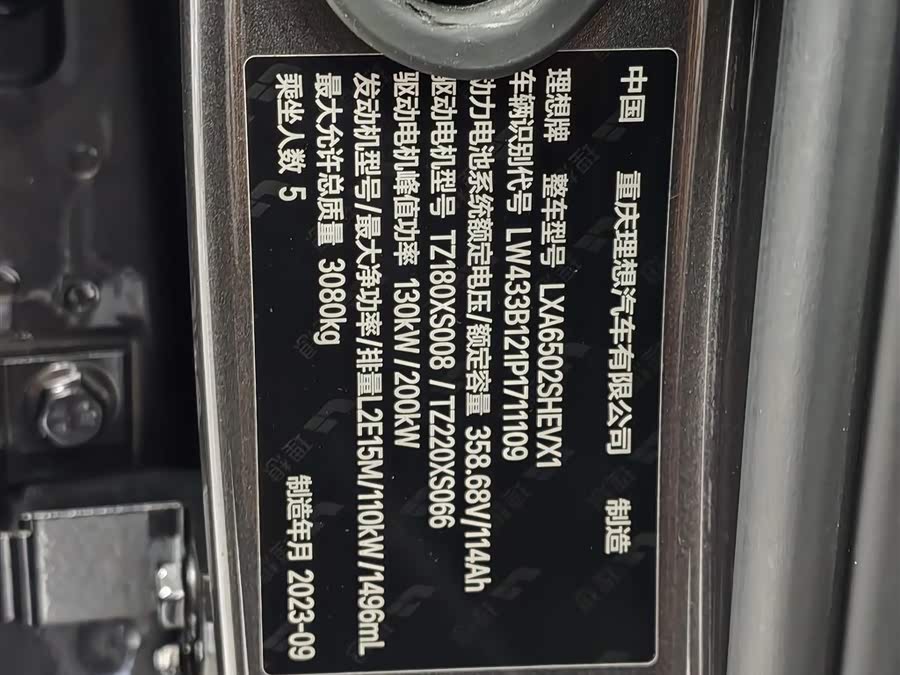 中国 重庆理想汽车有限公司 制造
理想牌 整车型号 LXA6502SHEVX1
车辆识别代号 LW433B121P1711109
动力电池系统额定电压/额定容量 358.68V/114Ah
驱动电机型号 TZ180XS008 / TZ220XS066
驱动电机峰值功率 130kW/200kW
发动机型号/最大净功率/排量L2E15M/110kW/1496mL
最大允许总质量 3080kg
乘坐人数 5 制造年月 2023-09